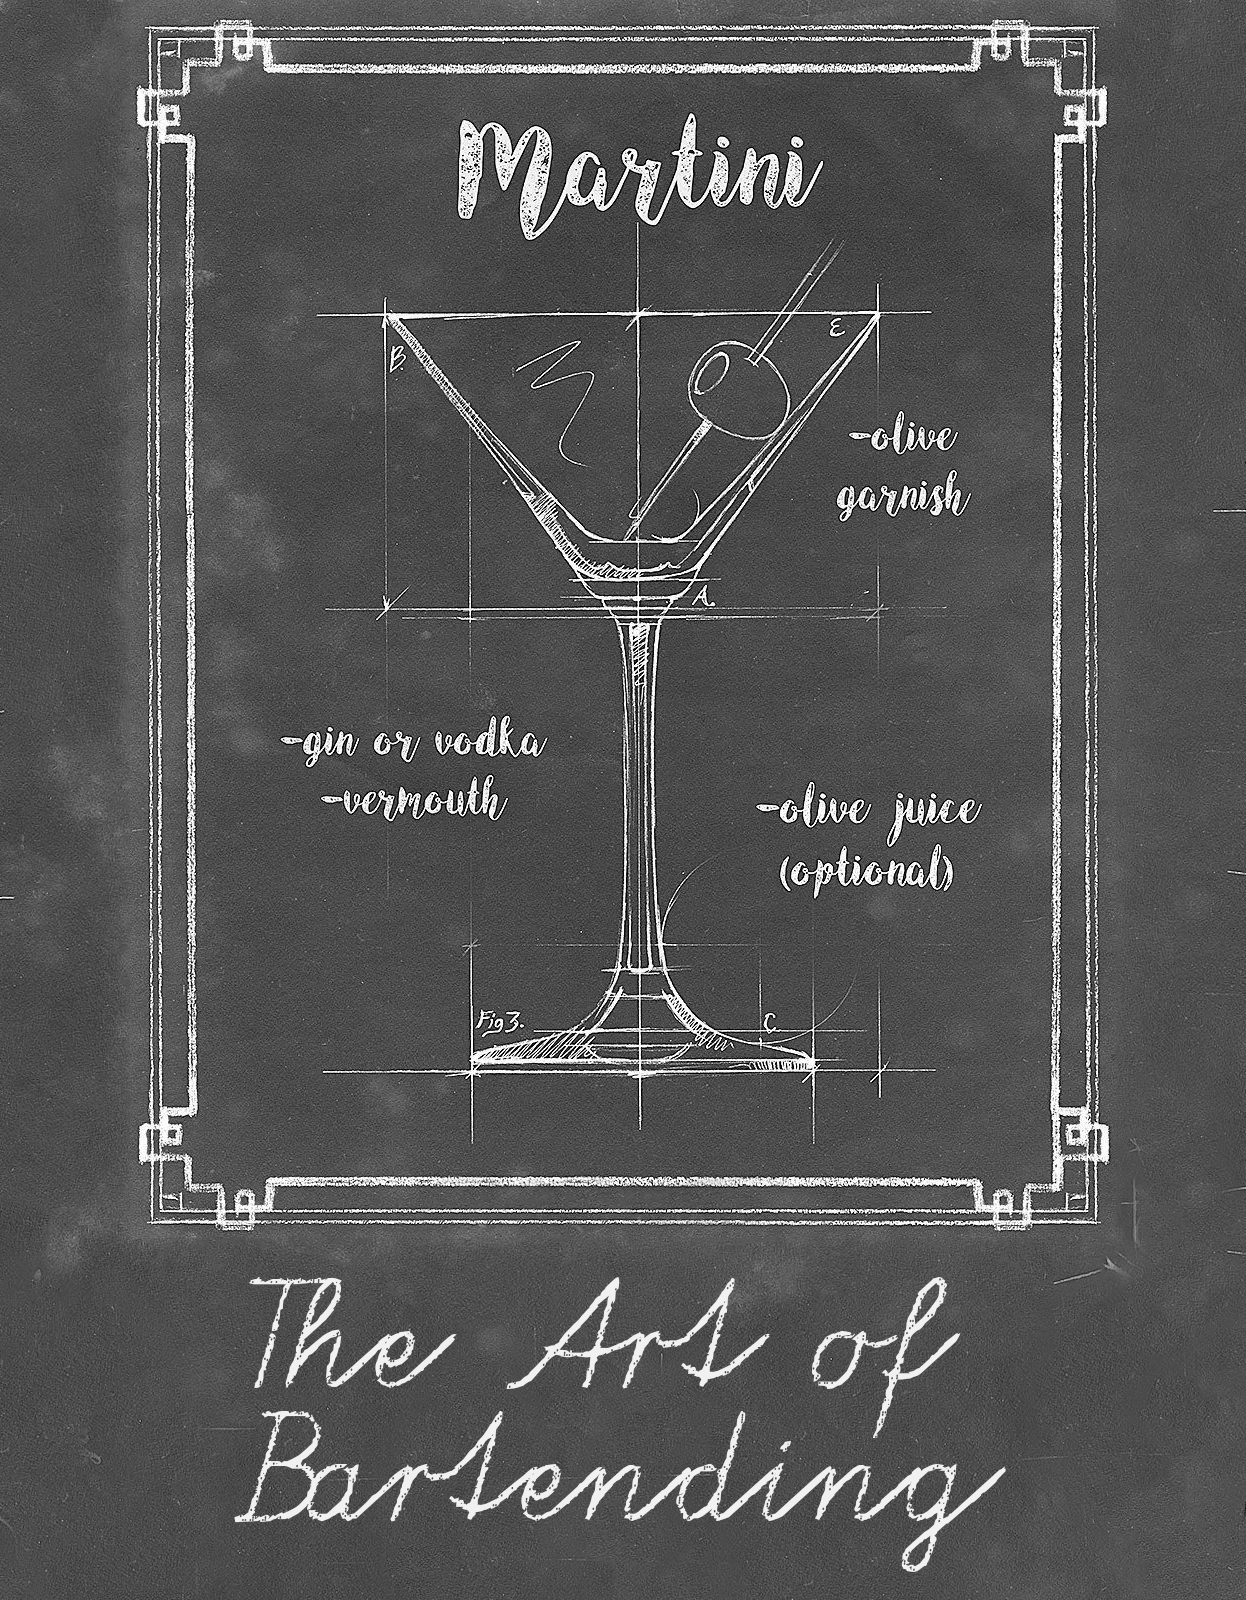 Martini
B.
E
-olive
garnish
A.
-gin or vodka
-vermouth
-olive juice
(optional)
Fig 3.
C
The Art of
Bartending